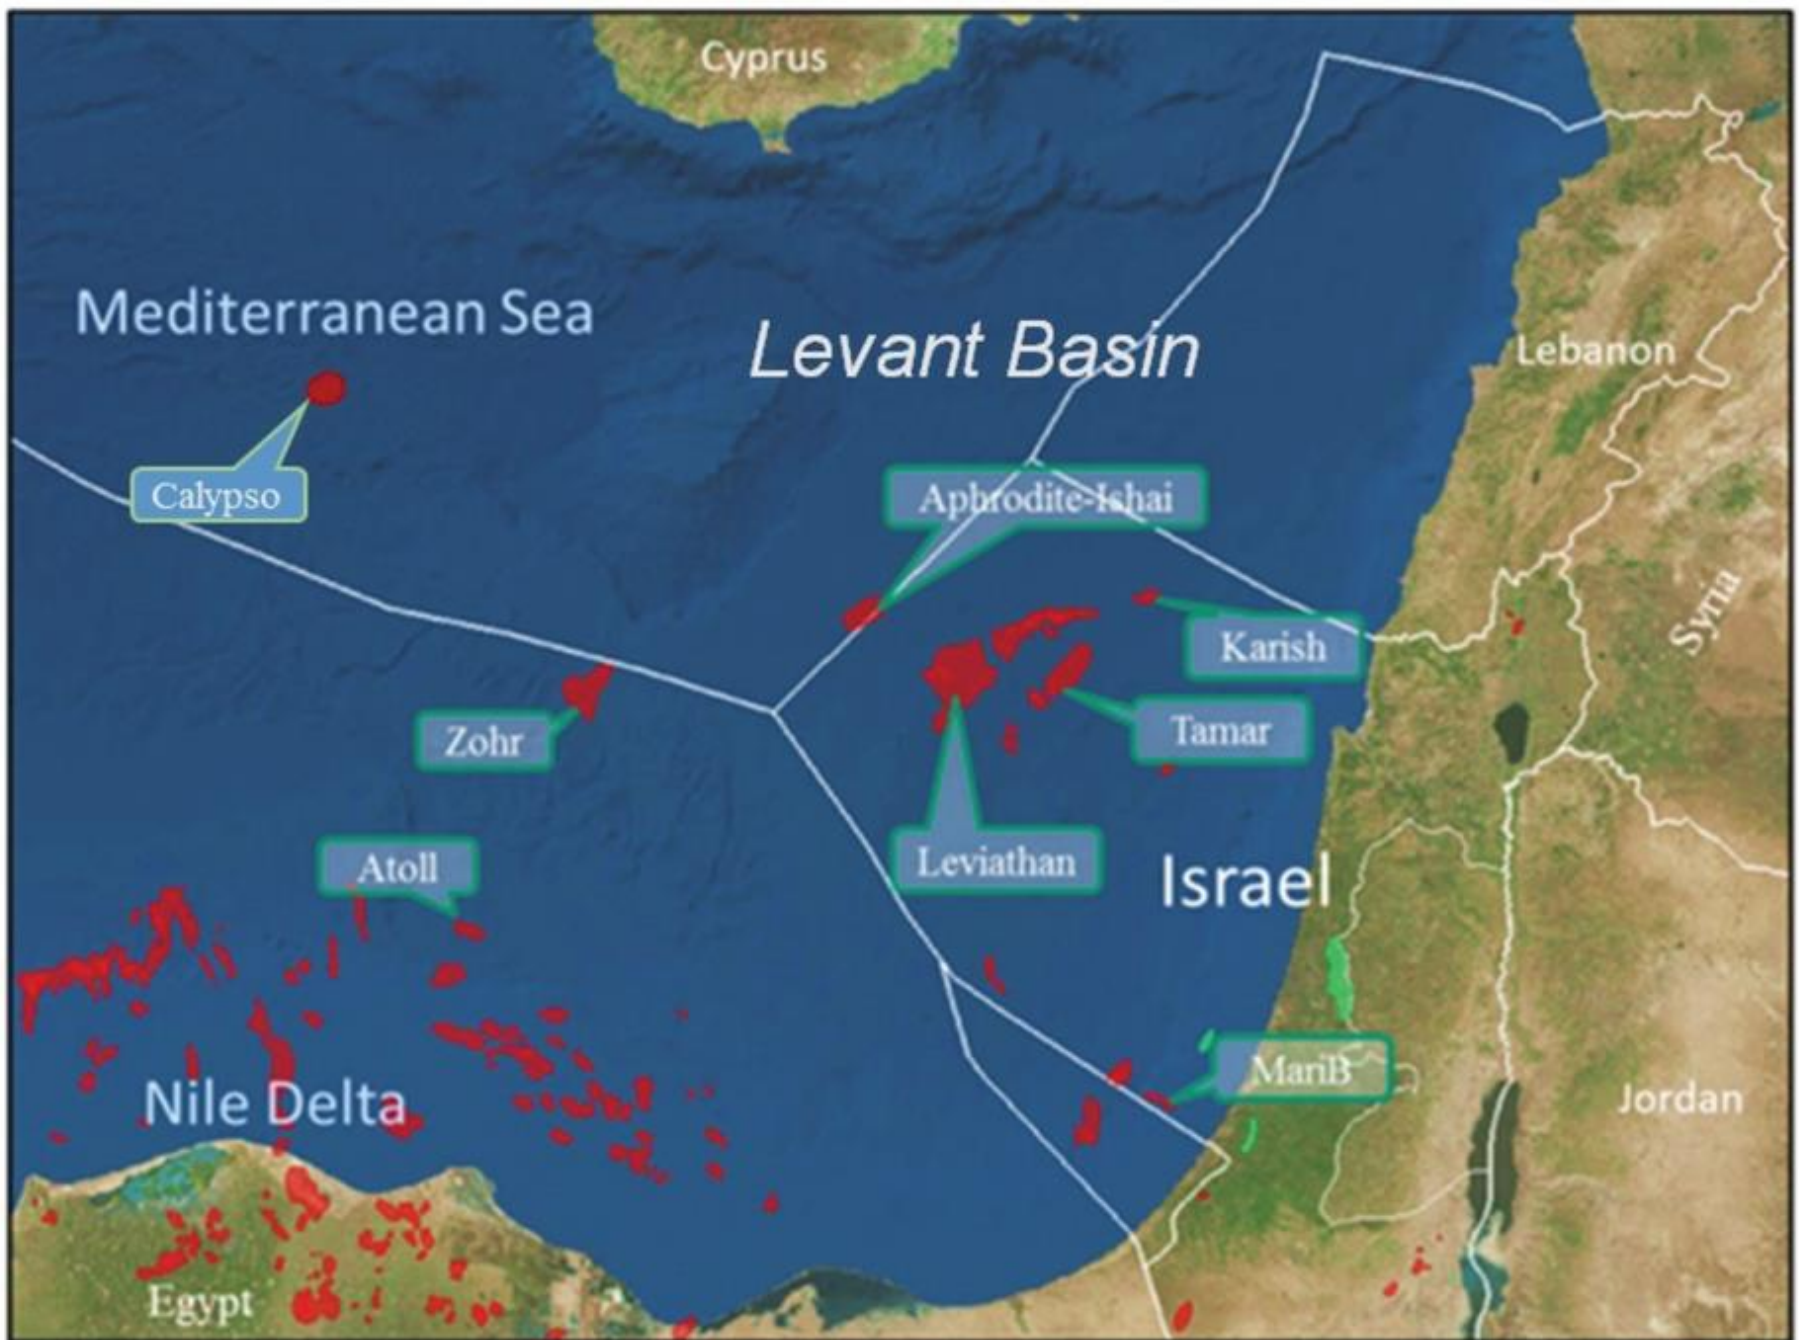 Cyprus
Mediterranean Sea
Levant Basin
Lebanon
Calypso
Aphrodite-Ishai
Syria
Karish
Zohr
Tamar
Atoll
Leviathan
Israel
MariB
Nile Delta
Jordan
Egypt